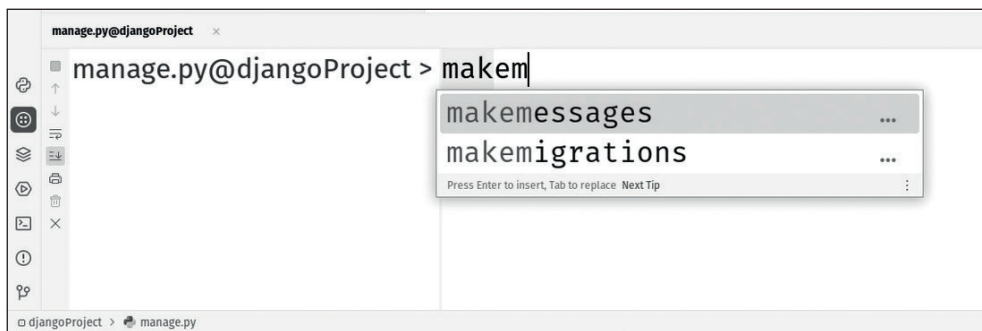 manage.py@djangoProject ×
manage.py@djangoProject > makem
makemessages ...
makemigrations ...
Press Enter to insert, Tab to replace Next Tip
djangoProject > manage.py